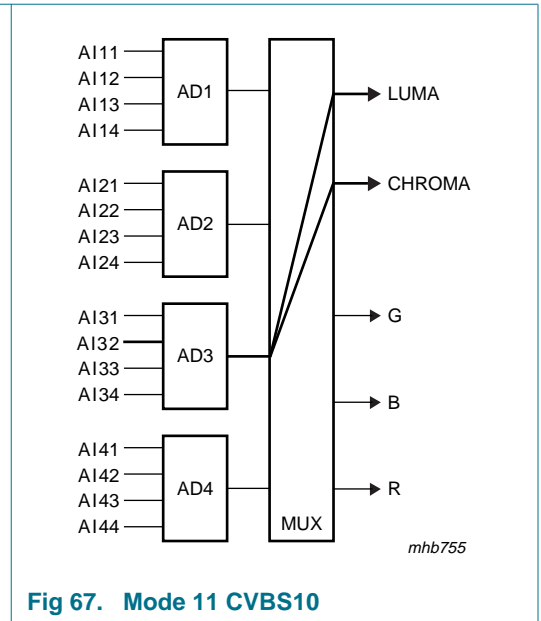 AI11
AI12
AI13
AI14
AD1
LUMA
AI21
AI22
AI23
AI24
AD2
CHROMA
AI31
AI32
AI33
AI34
AD3
G
B
AI41
AI42
AI43
AI44
AD4
R
MUX
mhb755
Fig 67. Mode 11 CVBS10